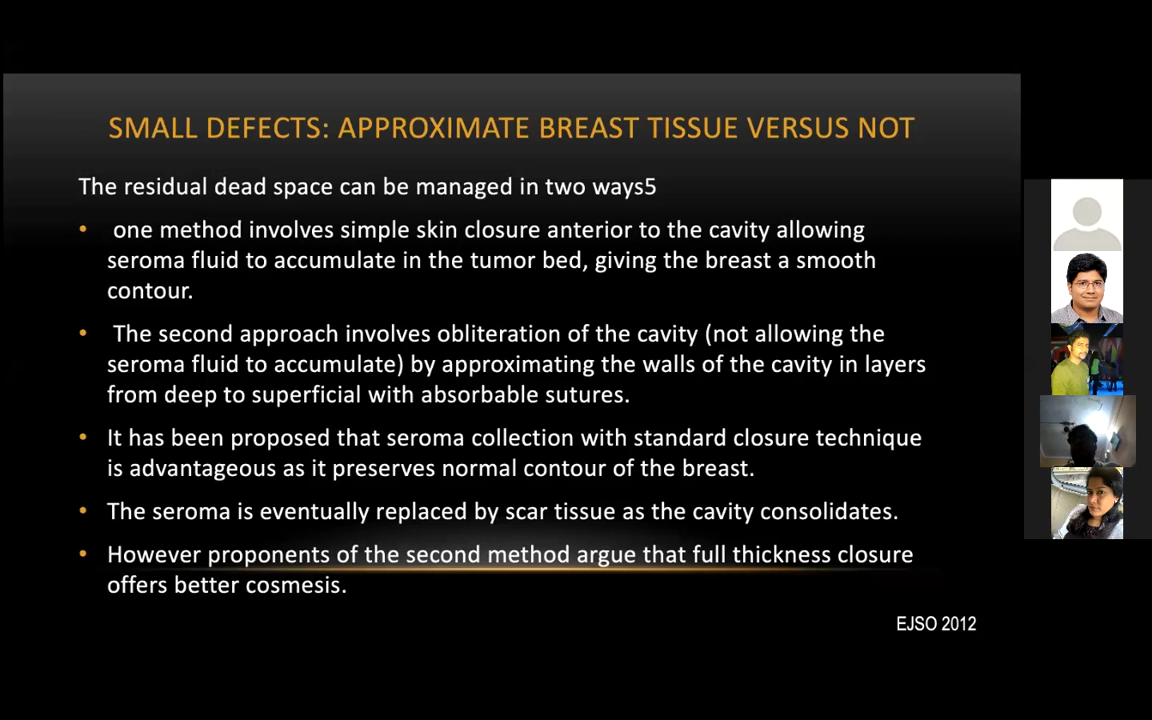 SMALL DEFECTS: APPROXIMATE BREAST TISSUE VERSUS NOT
The residual dead space can be managed in two ways5
• one method involves simple skin closure anterior to the cavity allowing
seroma fluid to accumulate in the tumor bed, giving the breast a smooth
contour.
• The second approach involves obliteration of the cavity (not allowing the
seroma fluid to accumulate) by approximating the walls of the cavity in layers
from deep to superficial with absorbable sutures.
• It has been proposed that seroma collection with standard closure technique
is advantageous as it preserves normal contour of the breast.
• The seroma is eventually replaced by scar tissue as the cavity consolidates.
• However proponents of the second method argue that full thickness closure
offers better cosmesis.
EJSO 2012